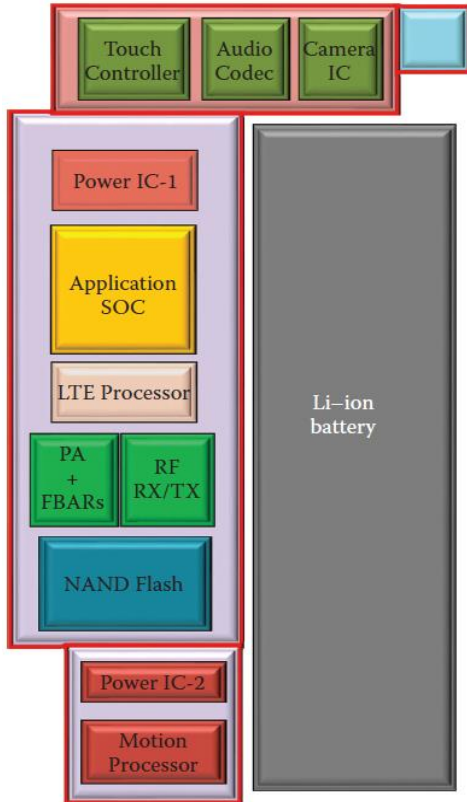 Touch
Controller
Audio
Codec
Camera
IC
Power IC-1
Application
SOC
LTE Processor
PA
+
FBARs
RF
RX/TX
NAND Flash
Li–ion
battery
Power IC-2
Motion
Processor